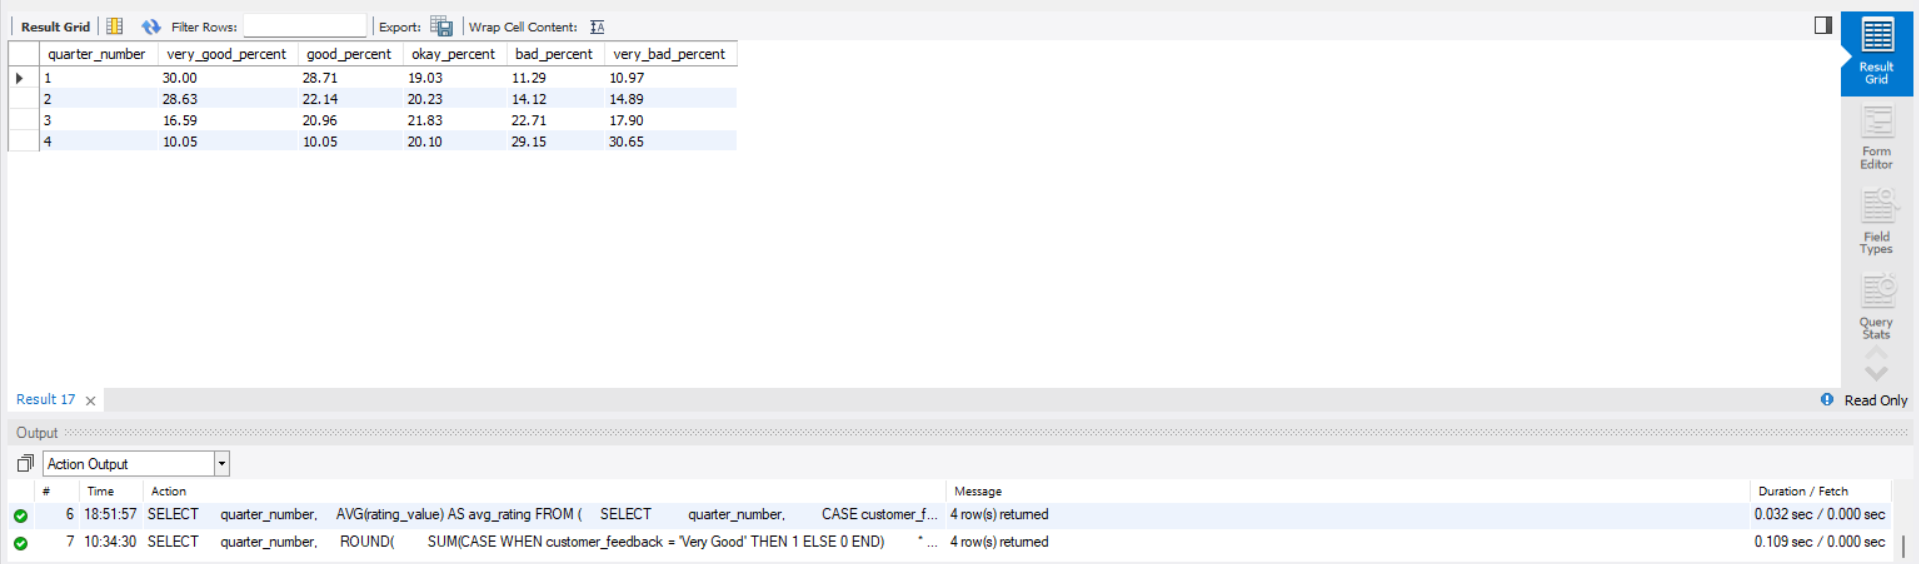 Result Grid Filter Rows: Export: Wrap Cell Content: IA
quarter_number very_good_percent good_percent okay_percent bad_percent very_bad_percent
1 30.00 28.71 19.03 11.29 10.97
2 28.63 22.14 20.23 14.12 14.89
3 16.59 20.96 21.83 22.71 17.90
4 10.05 10.05 20.10 29.15 30.65
Result
Grid
Form
Editor
Field
Types
Query
Stats
Result 17 Read Only
Output
Action Output
# Time Action Message Duration / Fetch
6 18:51:57 SELECT quarter_number, AVG(rating_value) AS avg_rating FROM ( SELECT quarter_number, CASE customer_f... 4 row(s) returned 0.032 sec / 0.000 sec
7 10:34:30 SELECT quarter_number, ROUND( SUM(CASE WHEN customer_feedback = 'Very Good' THEN 1 ELSE 0 END) * ... 4 row(s) returned 0.109 sec / 0.000 sec